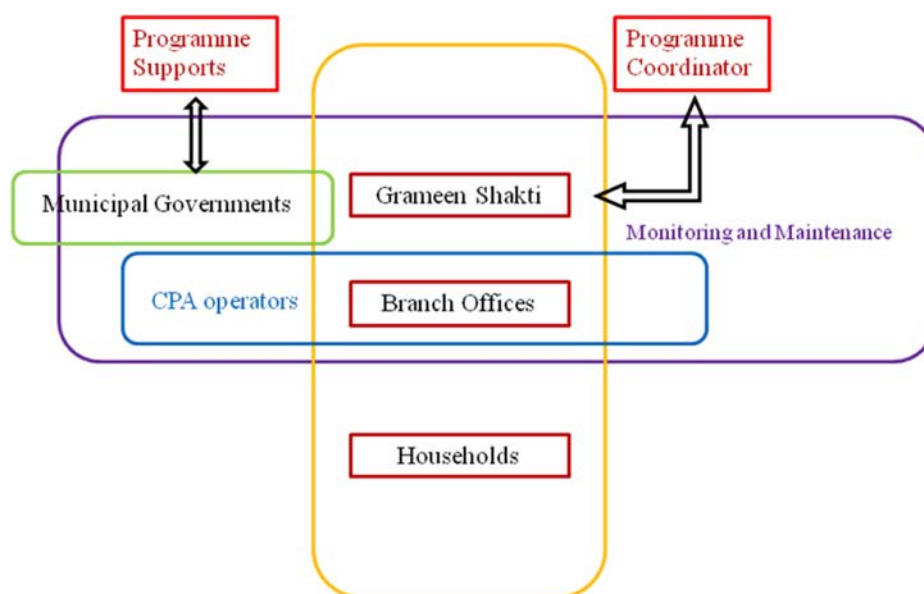 Programme
Supports
Programme
Coordinator
Municipal Governments
Grameen Shakti
Monitoring and Maintenance
CPA operators
Branch Offices
Households